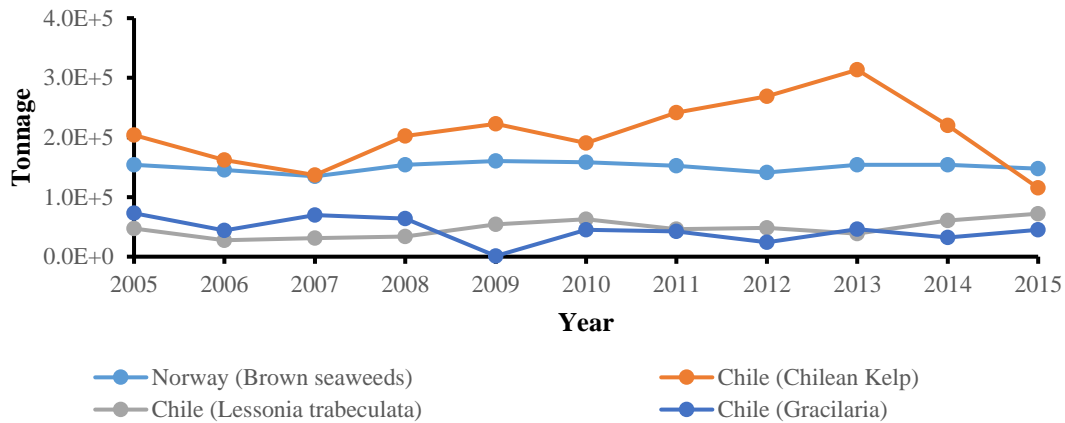 4.0E+5
3.0E+5
2.0E+5
1.0E+5
0.0E+0
Tonnage
2005 2006 2007 2008 2009 2010 2011 2012 2013 2014 2015
Year
Norway (Brown seaweeds) Chile (Chilean Kelp)
Chile (Lessonia trabeculata) Chile (Gracilaria)